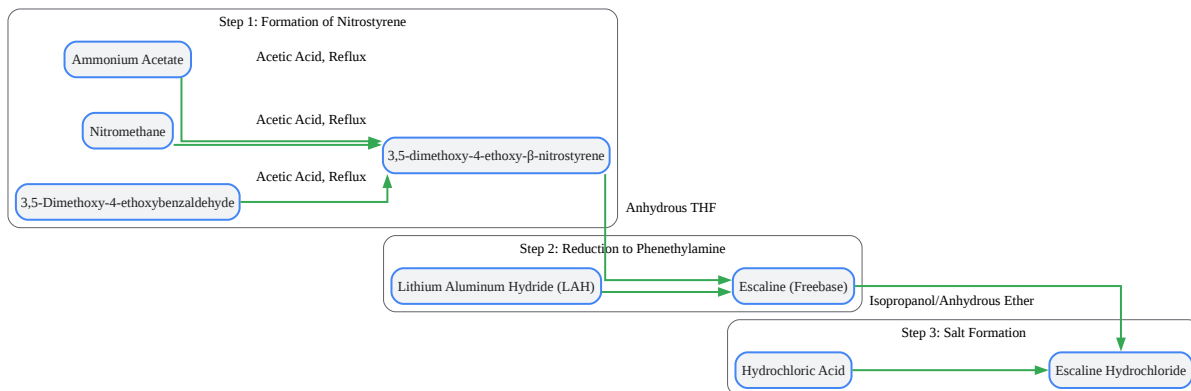 Step 1: Formation of Nitrostyrene
Ammonium Acetate
Acetic Acid, Reflux
Nitromethane
Acetic Acid, Reflux
3,5-dimethoxy-4-ethoxy-β-nitrostyrene
Acetic Acid, Reflux
3,5-Dimethoxy-4-ethoxybenzaldehyde
Anhydrous THF
Step 2: Reduction to Phenethylamine
Lithium Aluminum Hydride (LAH)
Escaline (Freebase)
Isopropanol/Anhydrous Ether
Step 3: Salt Formation
Hydrochloric Acid
Escaline Hydrochloride